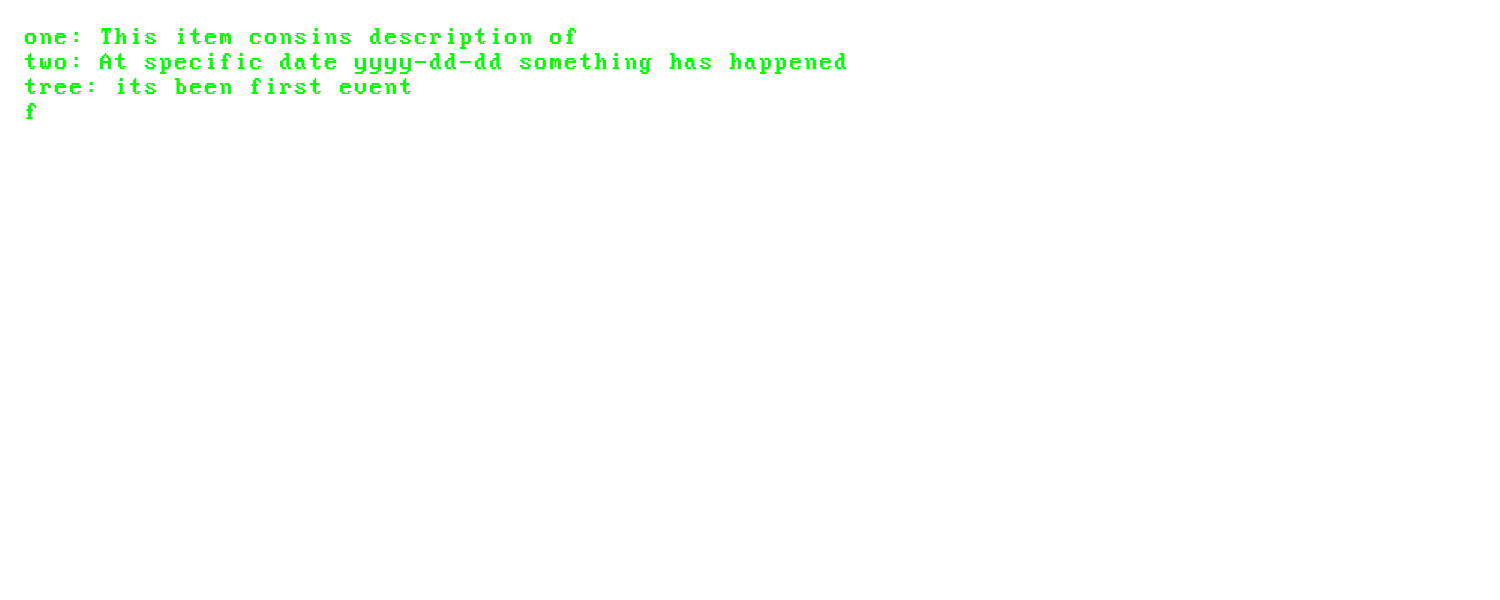 one: This item consins description of
two: At specific date yyyy-dd-dd something has happened
tree: its been first event
f